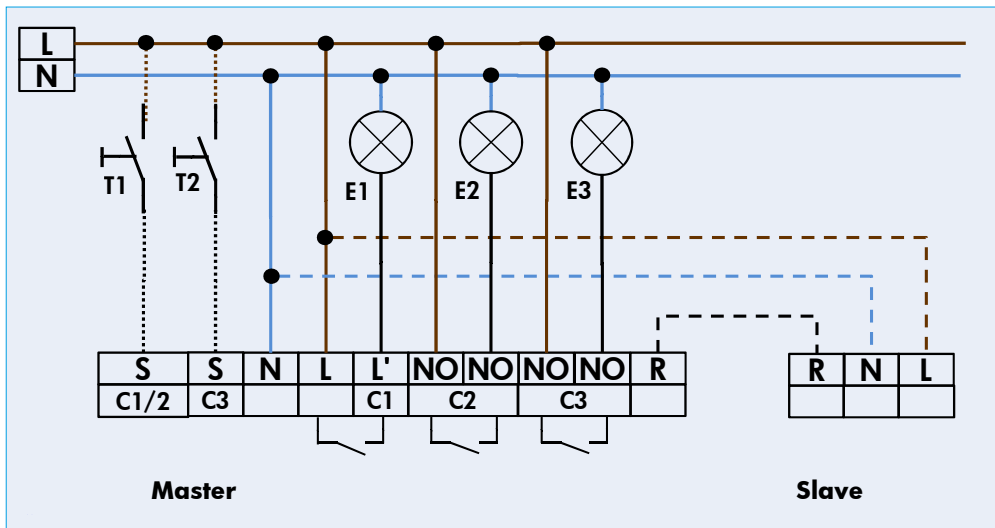 L
N
T1 T2 E1 E2 E3
S S N L L' NO NO NO NO R R N L
C1/2 C3 C1 C2 C3
Master Slave